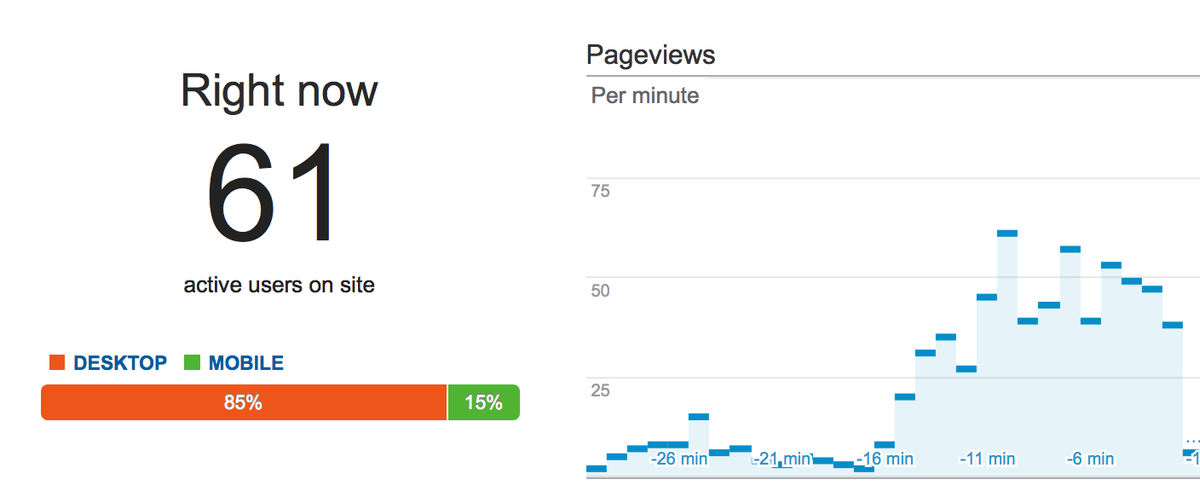 Right now
61
active users on site
DESKTOP MOBILE
85% 15%
Pageviews
Per minute
75
50
25
-26 min -21 min -16 min -11 min -6 min